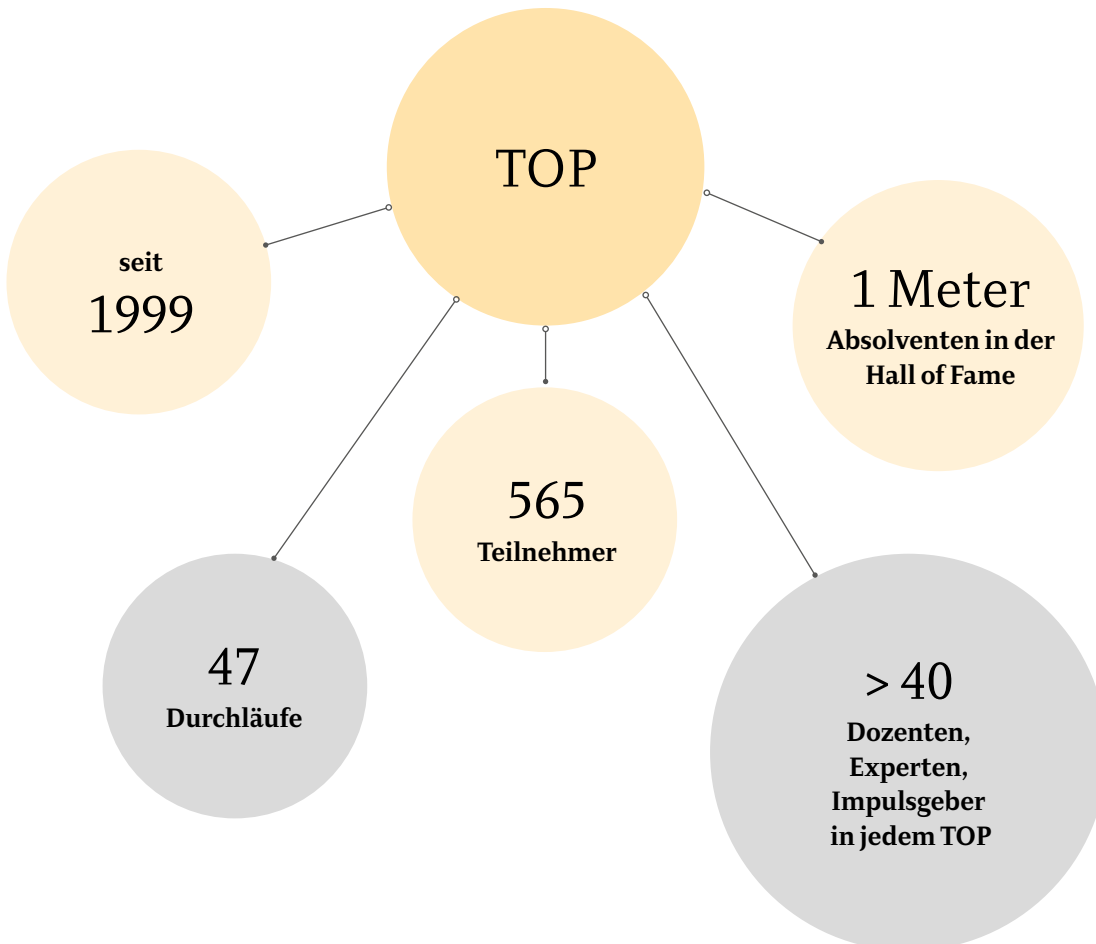 TOP
seit
1999
1 Meter
Absolventen in der
Hall of Fame
565
Teilnehmer
47
Durchläufe
> 40
Dozenten,
Experten,
Impulsgeber
in jedem TOP